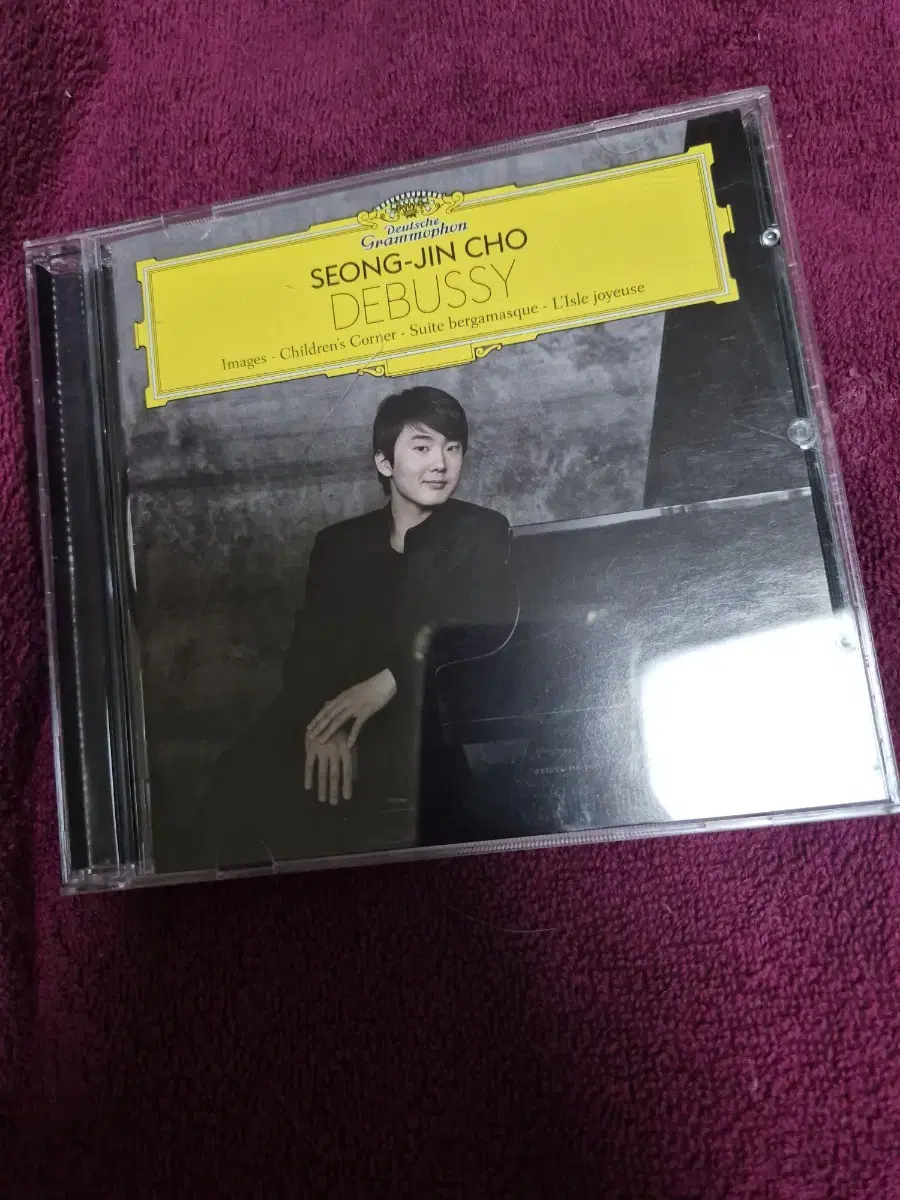 Deutsche
Grammophon
SEONG-JIN CHO
DEBUSSY
Images - Children's Corner - Suite bergamasque - L'Isle joyeuse